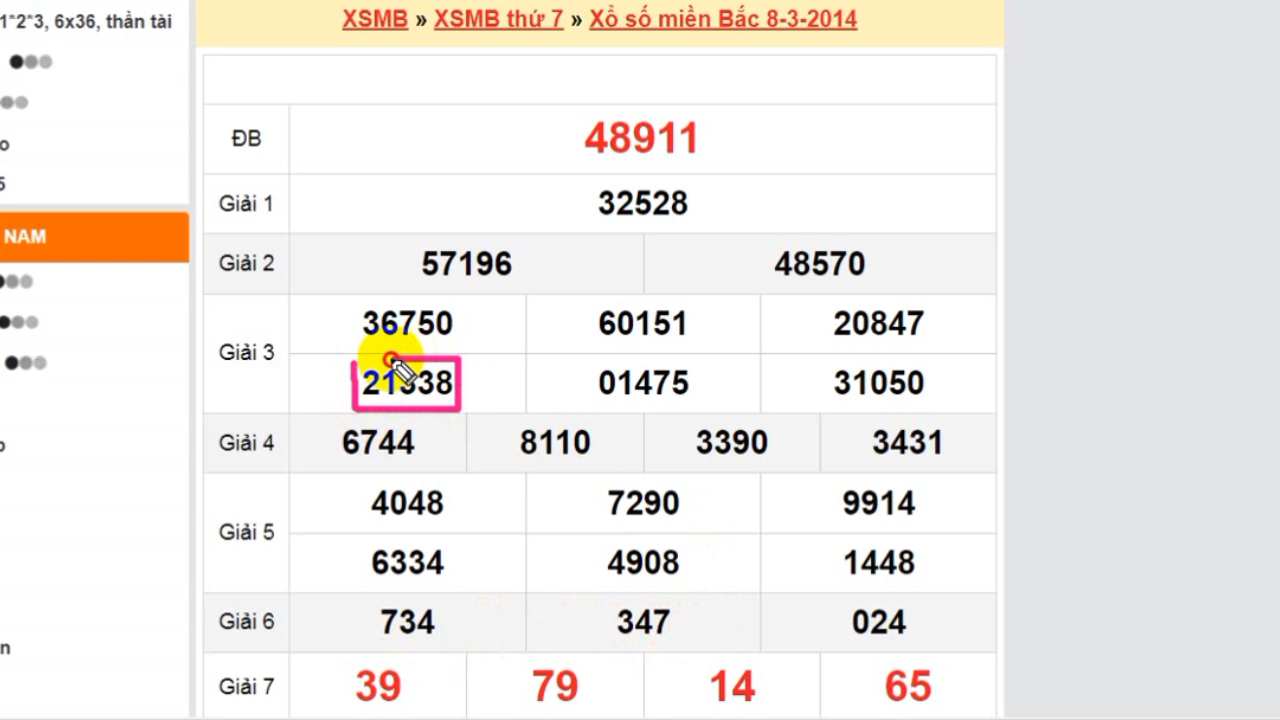 1*2*3, 6x36, thần tài
o
5
NAM
n
XSMB » XSMB thứ 7 » Xổ số miền Bắc 8-3-2014
ĐB 48911
Giải 1 32528
Giải 2 57196 48570
Giải 3 36750 60151 20847
21338 01475 31050
Giải 4 6744 8110 3390 3431
Giải 5 4048 7290 9914
6334 4908 1448
Giải 6 734 347 024
Giải 7 39 79 14 65